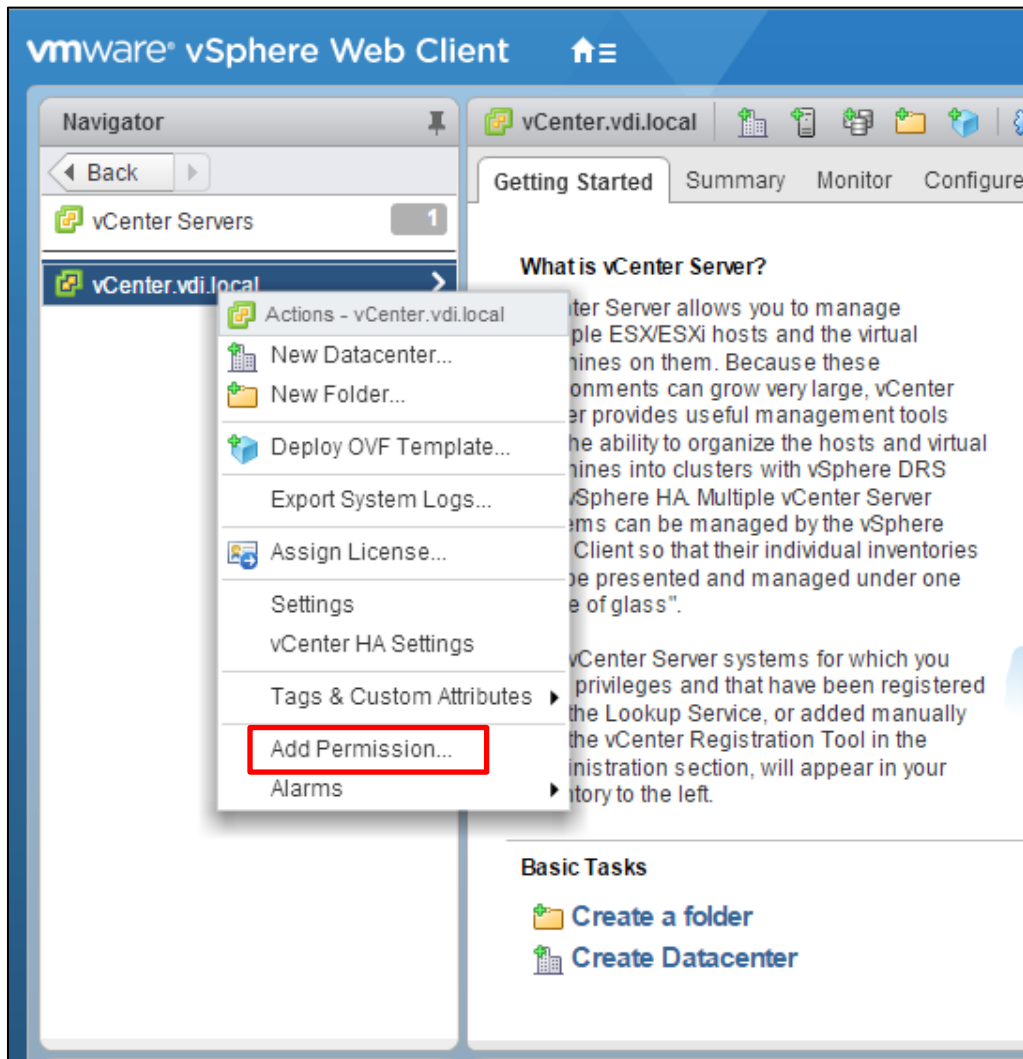 vmware® vSphere Web Client
Navigator
Back
vCenter Servers 1
vCenter.vdi.local
Actions - vCenter.vdi.local
New Datacenter...
New Folder...
Deploy OVF Template...
Export System Logs...
Assign License...
Settings
vCenter HA Settings
Tags & Custom Attributes
Add Permission...
Alarms
vCenter.vdi.local
Getting Started Summary Monitor Configure
What is vCenter Server?
ter Server allows you to manage
ple ESX/ESXi hosts and the virtual
ines on them. Because these
onments can grow very large, vCenter
er provides useful management tools
he ability to organize the hosts and virtual
ines into clusters with vSphere DRS
vSphere HA. Multiple vCenter Server
ems can be managed by the vSphere
Client so that their individual inventories
be presented and managed under one
e of glass".
vCenter Server systems for which you
privileges and that have been registered
the Lookup Service, or added manually
the vCenter Registration Tool in the
inistration section, will appear in your
ntory to the left.
Basic Tasks
Create a folder
Create Datacenter